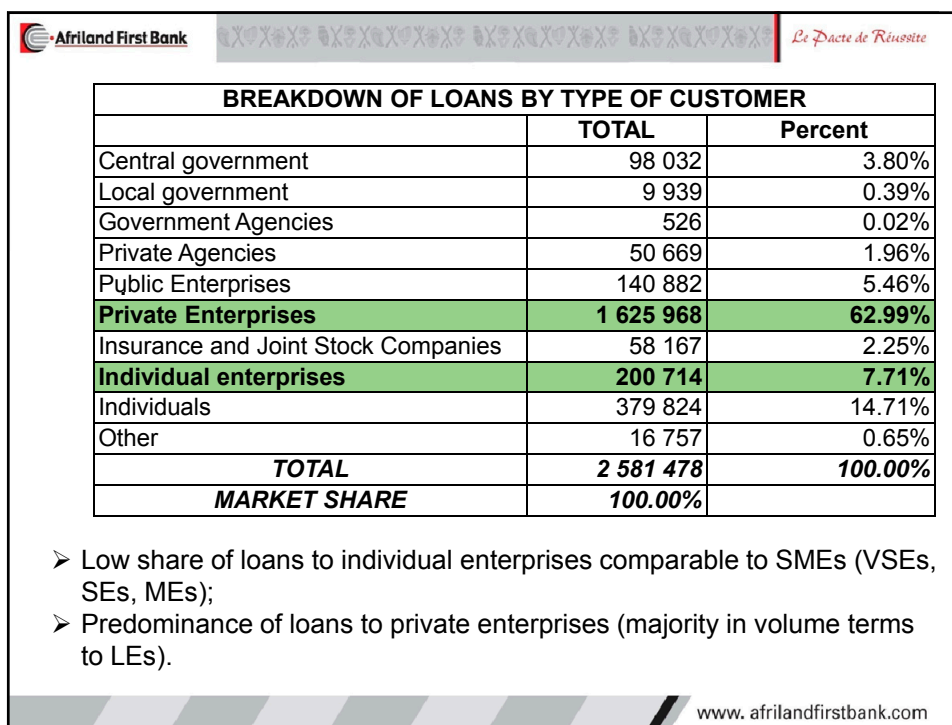 Afriland First Bank
Le Pacte de Réussite
BREAKDOWN OF LOANS BY TYPE OF CUSTOMER
TOTAL Percent
Central government 98 032 3.80%
Local government 9 939 0.39%
Government Agencies 526 0.02%
Private Agencies 50 669 1.96%
Public Enterprises 140 882 5.46%
Private Enterprises 1 625 968 62.99%
Insurance and Joint Stock Companies 58 167 2.25%
Individual enterprises 200 714 7.71%
Individuals 379 824 14.71%
Other 16 757 0.65%
TOTAL 2 581 478 100.00%
MARKET SHARE 100.00%
➢ Low share of loans to individual enterprises comparable to SMEs (VSEs,
SEs, MEs);
➢ Predominance of loans to private enterprises (majority in volume terms
to LEs).
www. afrilandfirstbank.com